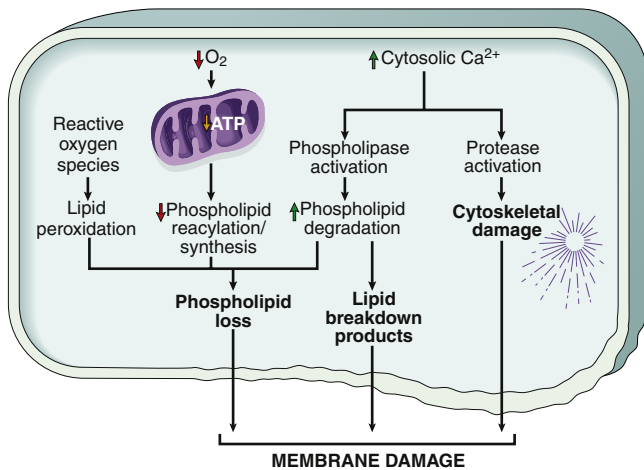 O2
Cytosolic Ca2+
ATP
Reactive
oxygen
species
Phospholipase
activation
Protease
activation
Lipid
peroxidation
Phospholipid
reacylation/
synthesis
Phospholipid
degradation
Cytoskeletal
damage
Phospholipid
loss
Lipid
breakdown
products
MEMBRANE DAMAGE